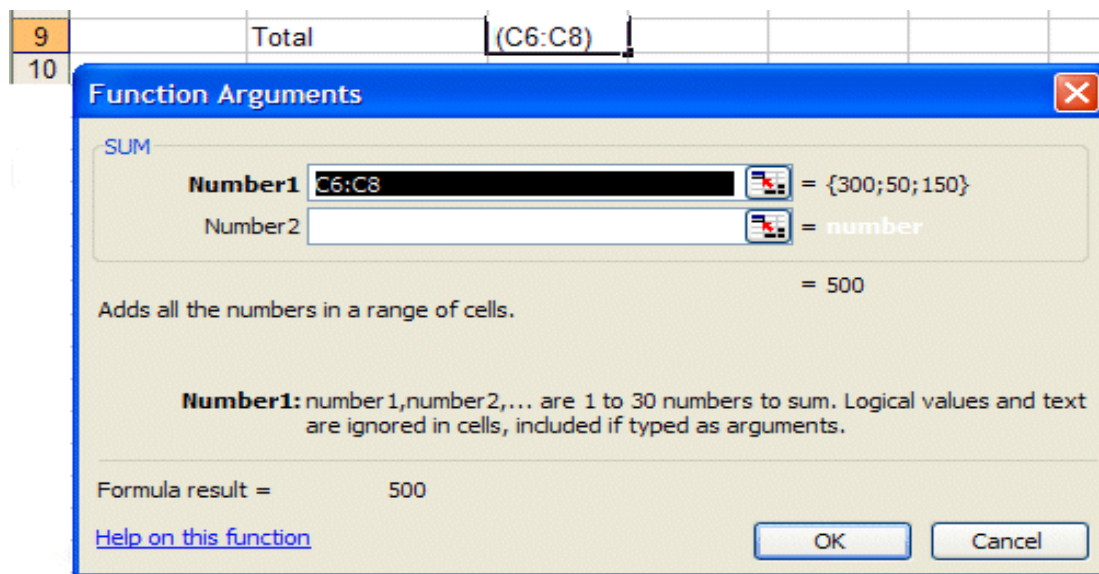 9 Total (C6:C8)
10
Function Arguments
SUM
Number1 C6:C8 = {300;50;150}
Number2 = number
= 500
Adds all the numbers in a range of cells.
Number1: number1,number2,... are 1 to 30 numbers to sum. Logical values and text
are ignored in cells, included if typed as arguments.
Formula result = 500
Help on this function OK Cancel